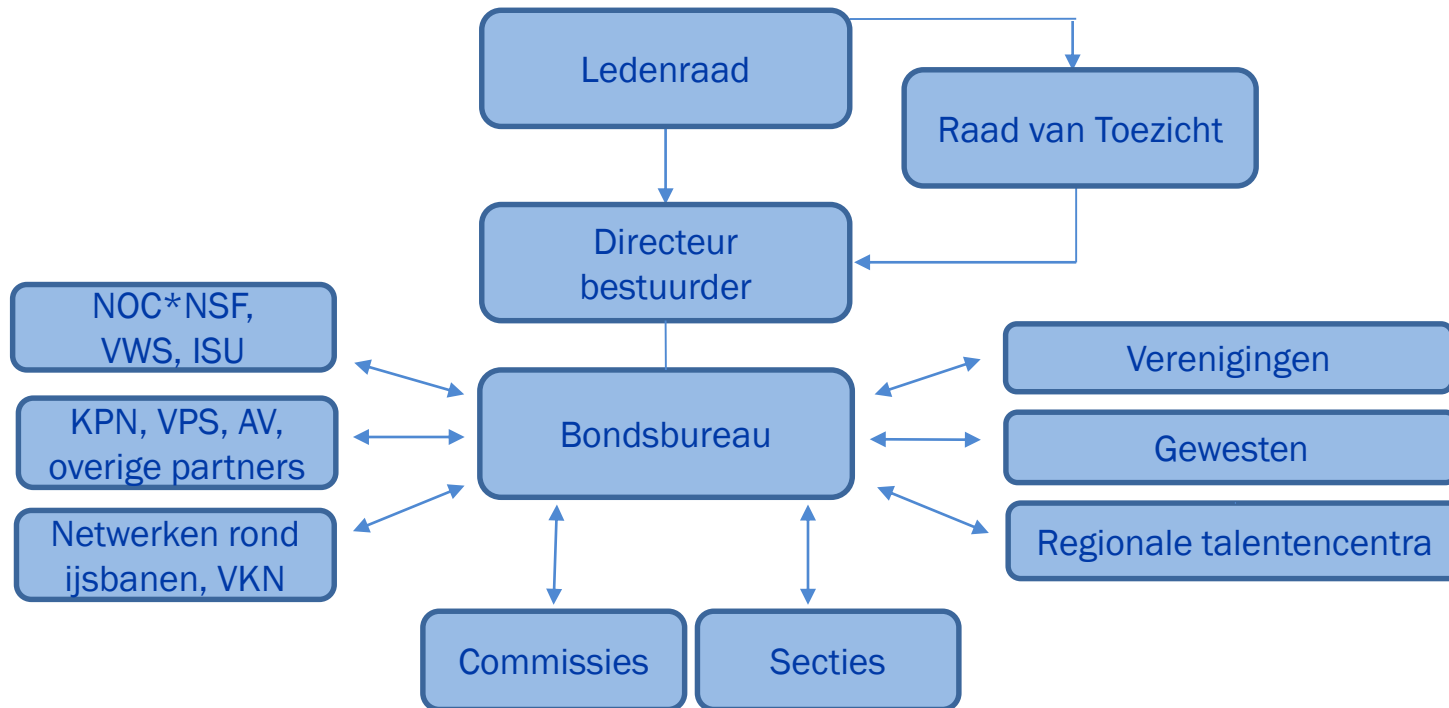 Ledenraad
Raad van Toezicht
Directeur
bestuurder
NOC*NSF,
VWS, ISU
Verenigingen
KPN, VPS, AV,
overige partners
Bondsbureau
Gewesten
Netwerken rond
ijsbanen, VKN
Regionale talentencentra
Commissies
Secties